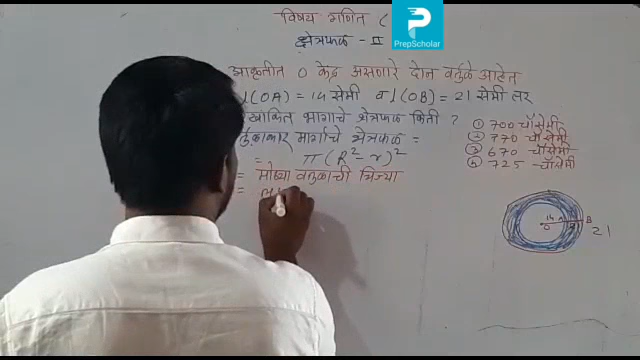 विषय गणित (
PrepScholar
क्षेत्रफळ - II
आकृतीत O केंद्र असणारे दोन वर्तुळे आहेत
l(OA) = 14 सेमी व l(OB) = 21 सेमी तर
भागाचे क्षेत्रफळ किती ?
मार्गाचे क्षेत्रफळ =
= π (R² - r)²
= मोठ्या वर्तुळाची त्रिज्या
=
① 700 चौसेमी
② 770 चौसेमी
③ 670 चौसेमी
④ 725 चौसेमी
14 A B
O
21